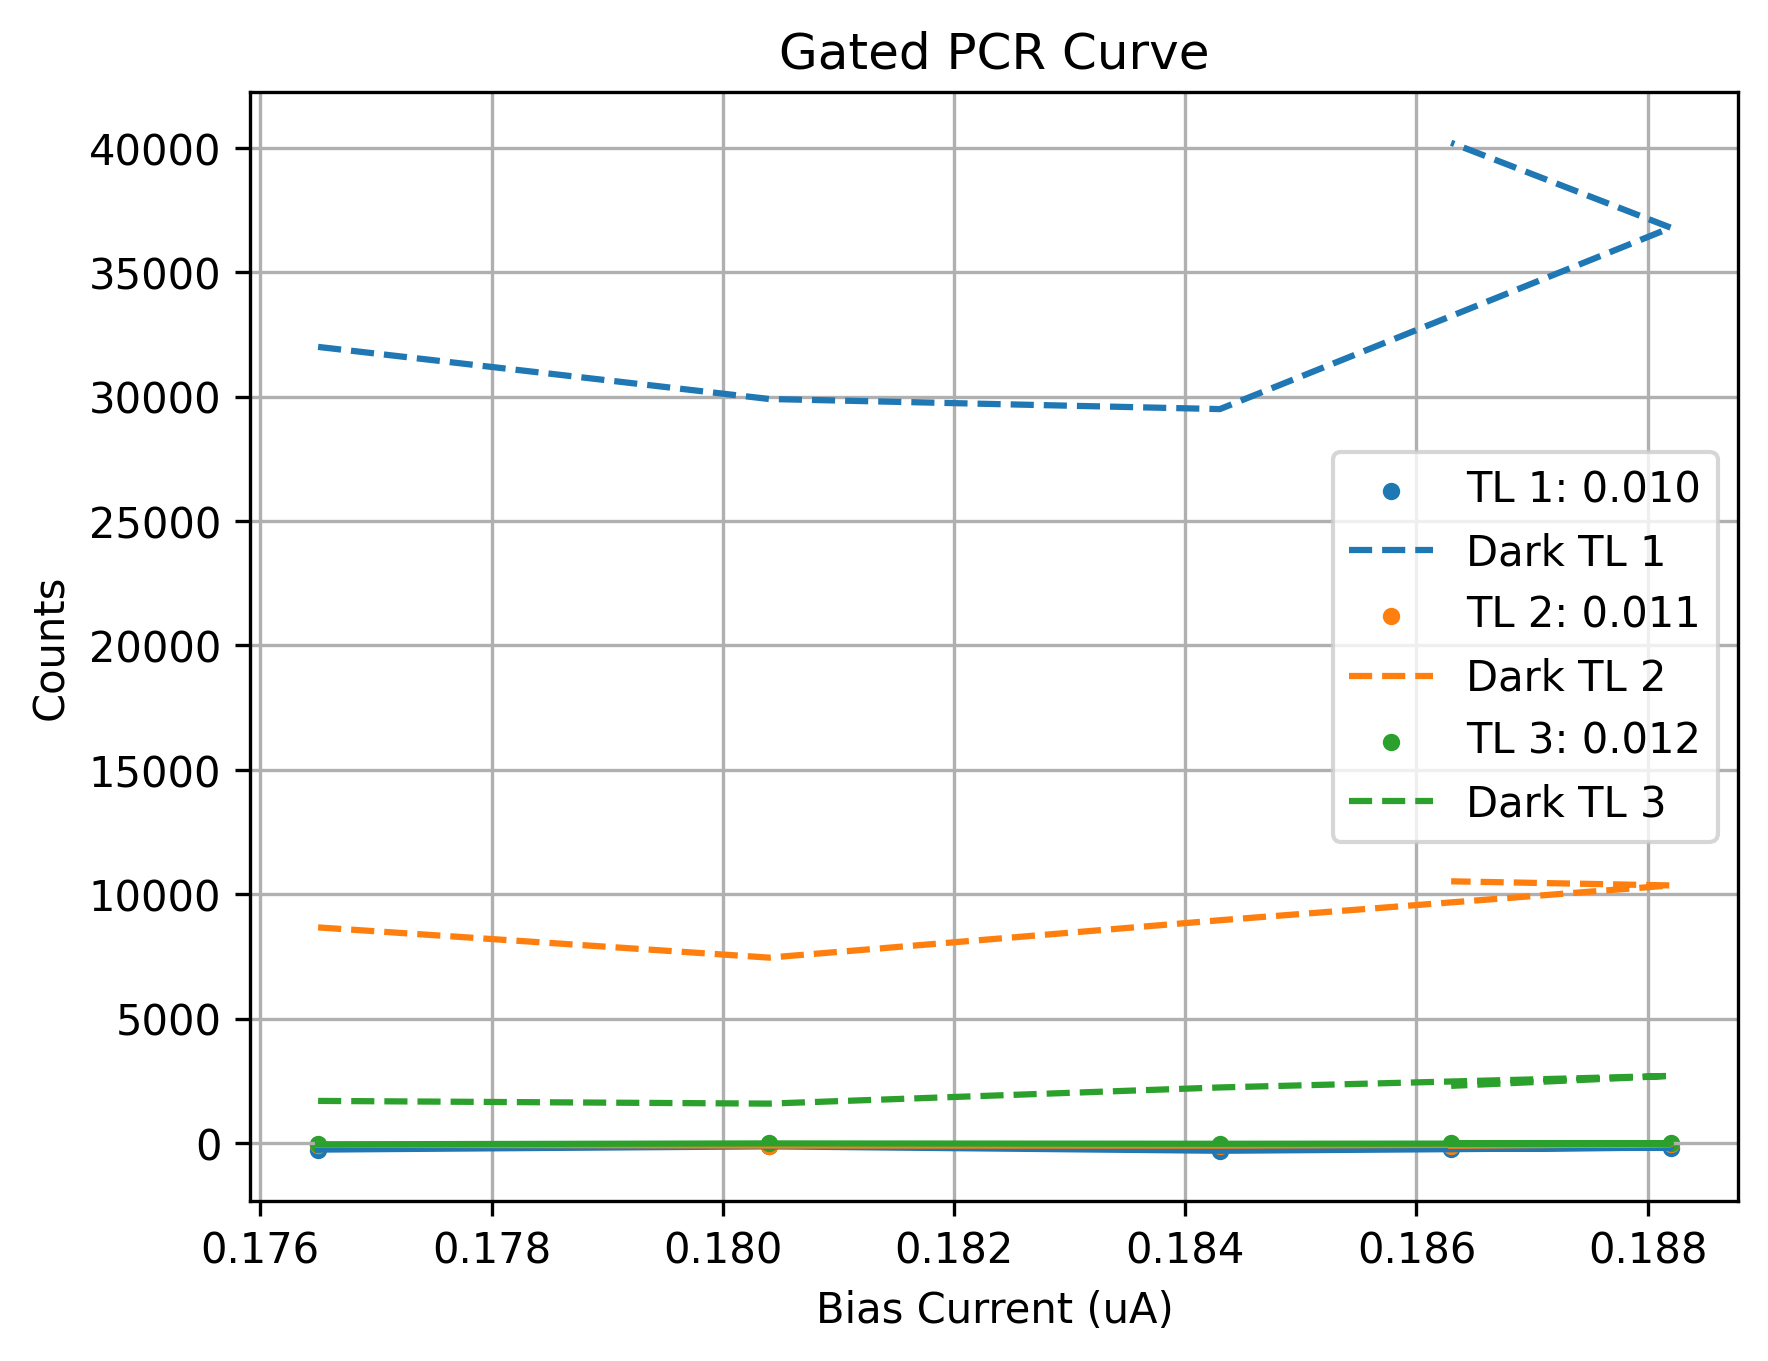 Gated PCR Curve
40000
35000
30000
25000
20000
15000
10000
5000
0
Counts
TL 1: 0.010
Dark TL 1
TL 2: 0.011
Dark TL 2
TL 3: 0.012
Dark TL 3
0.176 0.178 0.180 0.182 0.184 0.186 0.188
Bias Current (uA)